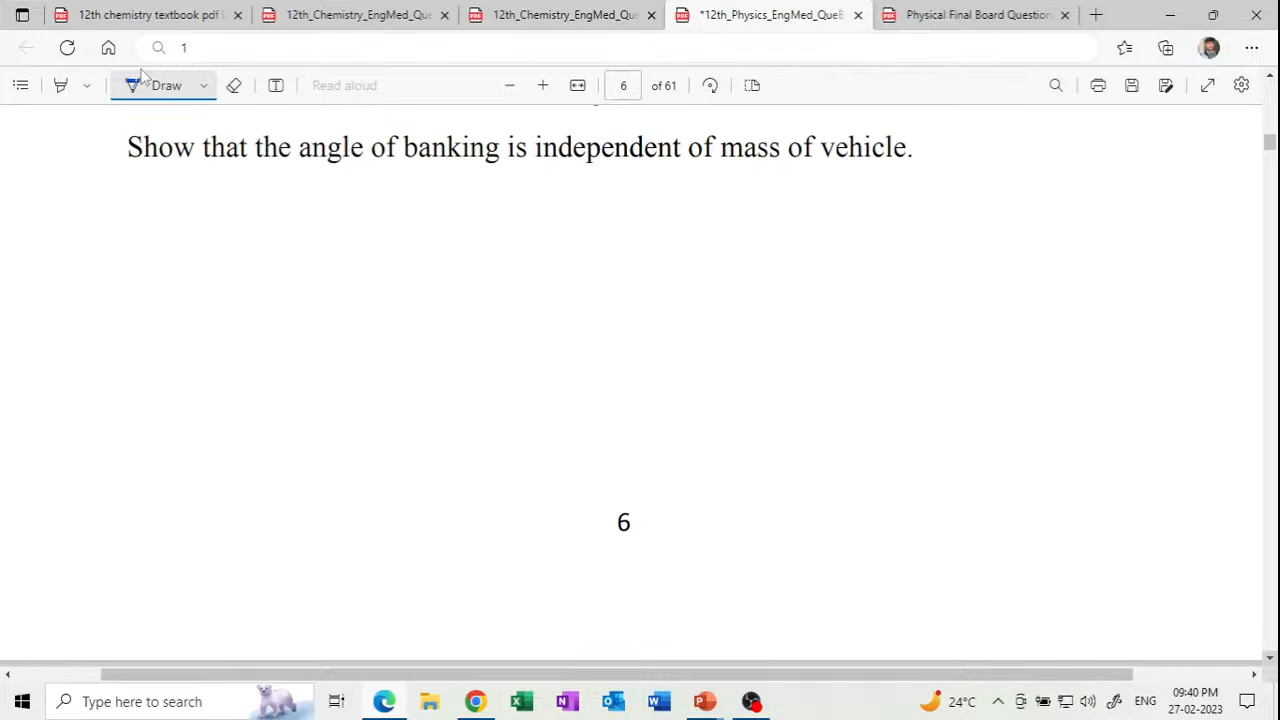 12th chemistry textbook pdf
12th_Chemistry_EngMed_Que
12th_Chemistry_EngMed_Que
*12th_Physics_EngMed_QueB
Physical Final Board Question
1
Draw
Read aloud
6
of 61
Show that the angle of banking is independent of mass of vehicle.
6
Type here to search
24°C
ENG
09:40 PM
27-02-2023